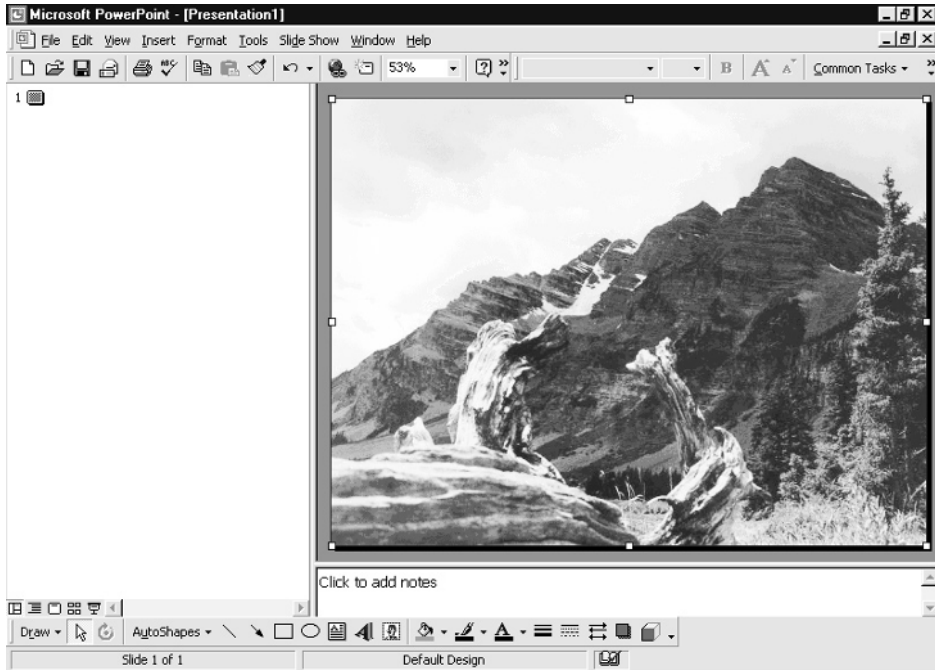 Microsoft PowerPoint - [Presentation1]
File Edit View Insert Format Tools Slide Show Window Help
53% B A A Common Tasks
1
Click to add notes
Draw AutoShapes A A
Slide 1 of 1 Default Design